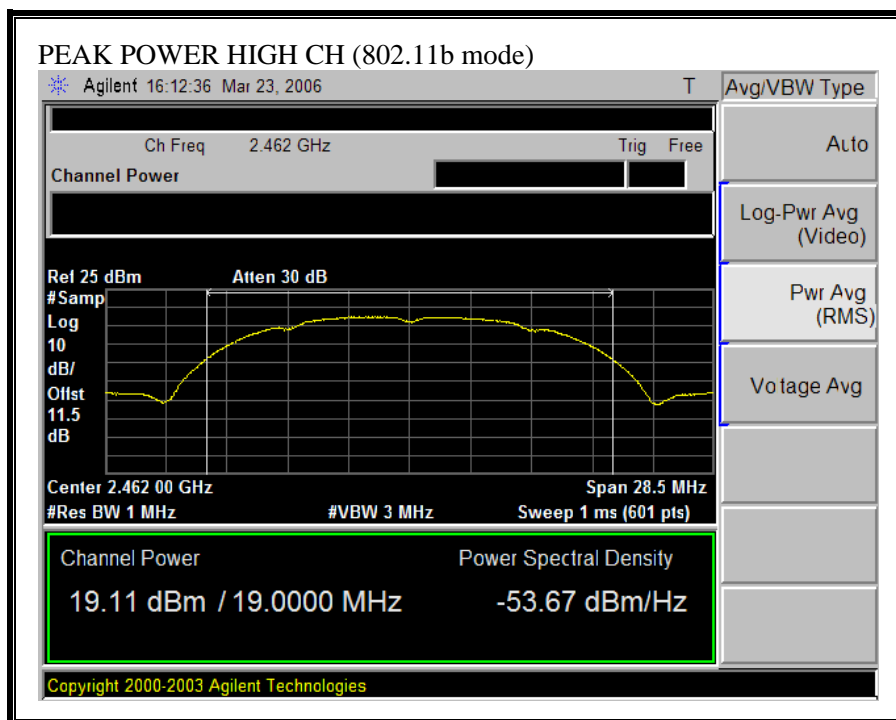 PEAK POWER HIGH CH (802.11b mode)
Agilent 16:12:36 Mar 23, 2006 T
Avg/VBW Type
Ch Freq 2.462 GHz Trig Free
Channel Power
Auto
Log-Pwr Avg
(Video)
Pwr Avg
(RMS)
Voltage Avg
Ref 25 dBm Atten 30 dB
#Samp
Log
10
dB/
Offst
11.5
dB
Center 2.462 00 GHz Span 28.5 MHz
#Res BW 1 MHz #VBW 3 MHz Sweep 1 ms (601 pts)
Channel Power Power Spectral Density
19.11 dBm / 19.0000 MHz -53.67 dBm/Hz
Copyright 2000-2003 Agilent Technologies